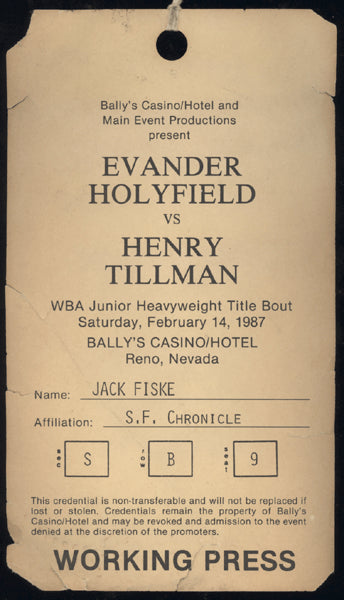 Bally's Casino/Hotel and
Main Event Productions
present
EVANDER
HOLYFIELD
VS
HENRY
TILLMAN
WBA Junior Heavyweight Title Bout
Saturday, February 14, 1987
BALLY'S CASINO/HOTEL
Reno, Nevada
Name: JACK FISKE
Affiliation: S.F. CHRONICLE
sec S row B seat 9
This credential is non-transferable and will not be replaced if
lost or stolen. Credentials remain the property of Bally's
Casino/Hotel and may be revoked and admission to the event
denied at the discretion of the promoters.
WORKING PRESS